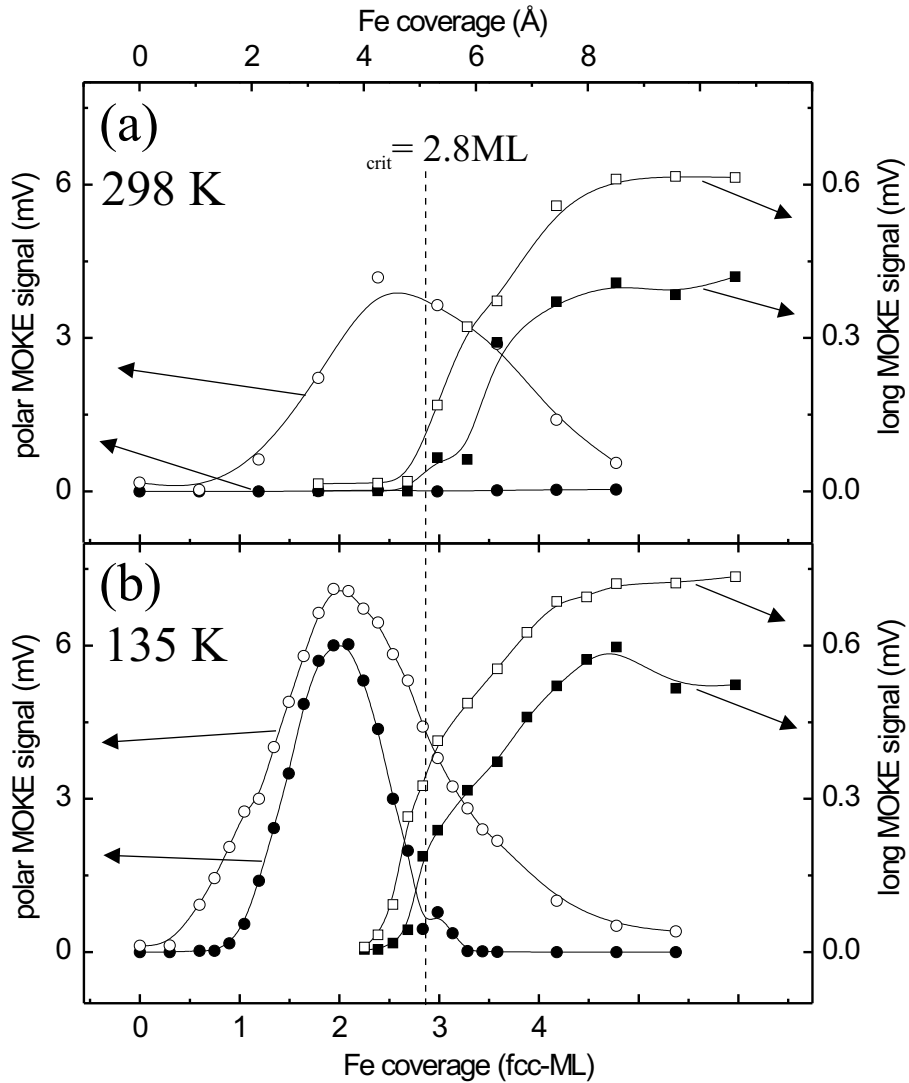 Fe coverage (Å)
0 2 4 6 8
(a)
298 K
crit = 2.8ML
polar MOKE signal (mV)
6
3
0
long MOKE signal (mV)
0.6
0.3
0.0
(b)
135 K
polar MOKE signal (mV)
6
3
0
long MOKE signal (mV)
0.6
0.3
0.0
0 1 2 3 4
Fe coverage (fcc-ML)